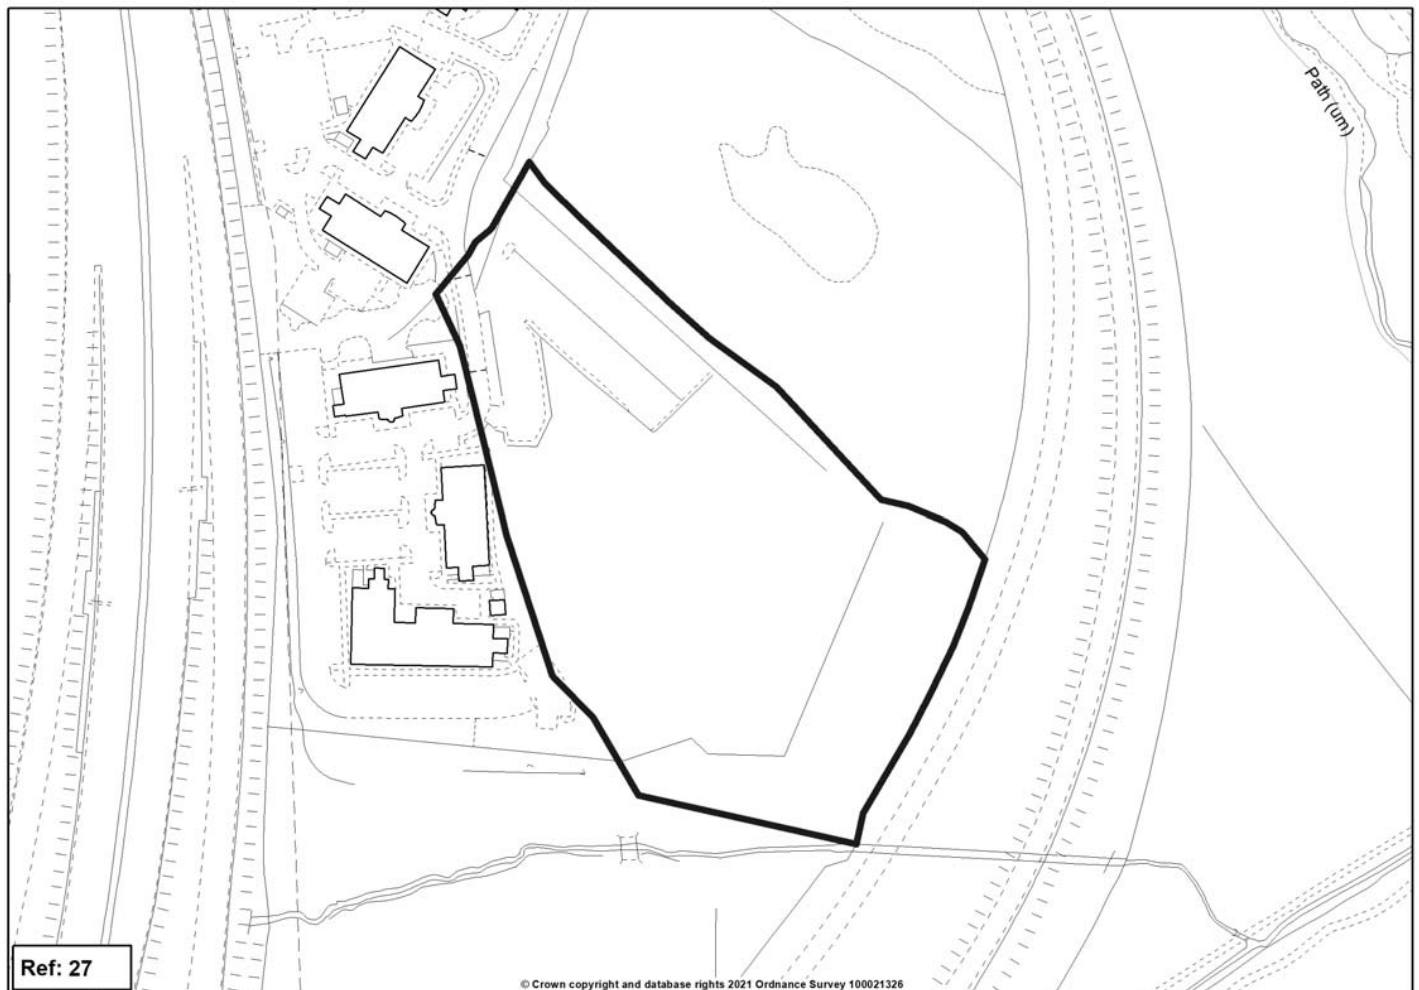 Path (um)
Ref: 27
© Crown copyright and database rights 2021 Ordnance Survey 100021326